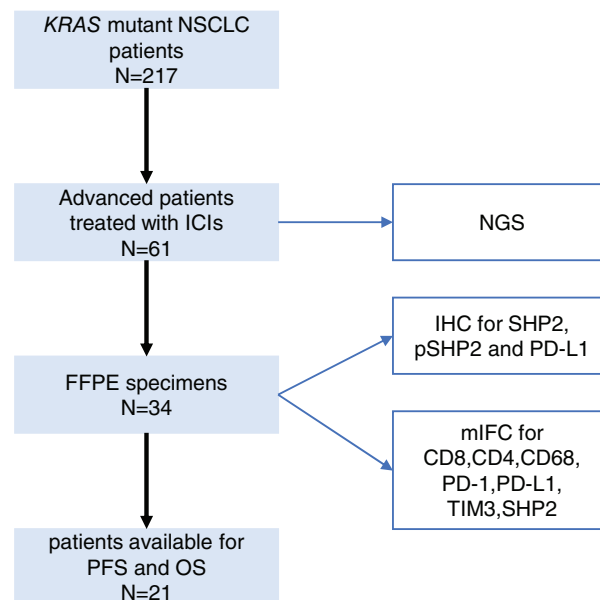 KRAS mutant NSCLC
patients
N=217
Advanced patients
treated with ICIs
N=61
NGS
IHC for SHP2,
pSHP2 and PD-L1
FFPE specimens
N=34
mIFC for
CD8,CD4,CD68,
PD-1,PD-L1,
TIM3,SHP2
patients available for
PFS and OS
N=21